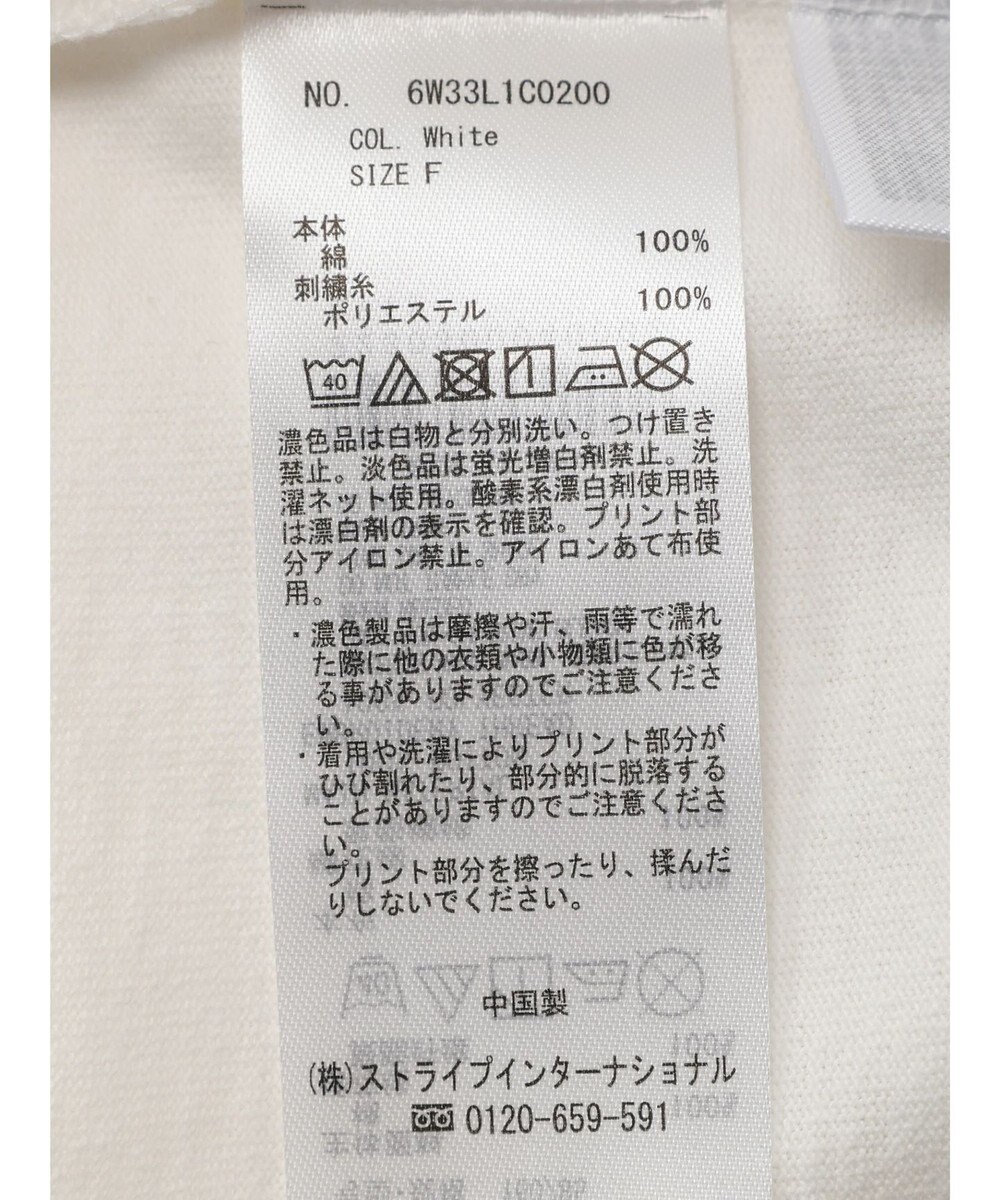 NO. 6W33L1C0200
COL. White
SIZE F
本体
綿 100%
刺繍糸
ポリエステル 100%
40
濃色品は白物と分別洗い。つけ置き
禁止。淡色品は蛍光増白剤禁止。洗
濯ネット使用。酸素系漂白剤使用時
は漂白剤の表示を確認。プリント部
分アイロン禁止。アイロンあて布使
用。
・濃色製品は摩擦や汗、雨等で濡れ
た際に他の衣類や小物類に色が移
る事がありますのでご注意くださ
い。
・着用や洗濯によりプリント部分が
ひび割れたり、部分的に脱落する
ことがありますのでご注意くださ
い。
プリント部分を擦ったり、揉んだ
りしないでください。
中国製
(株)ストライプインターナショナル
0120-659-591